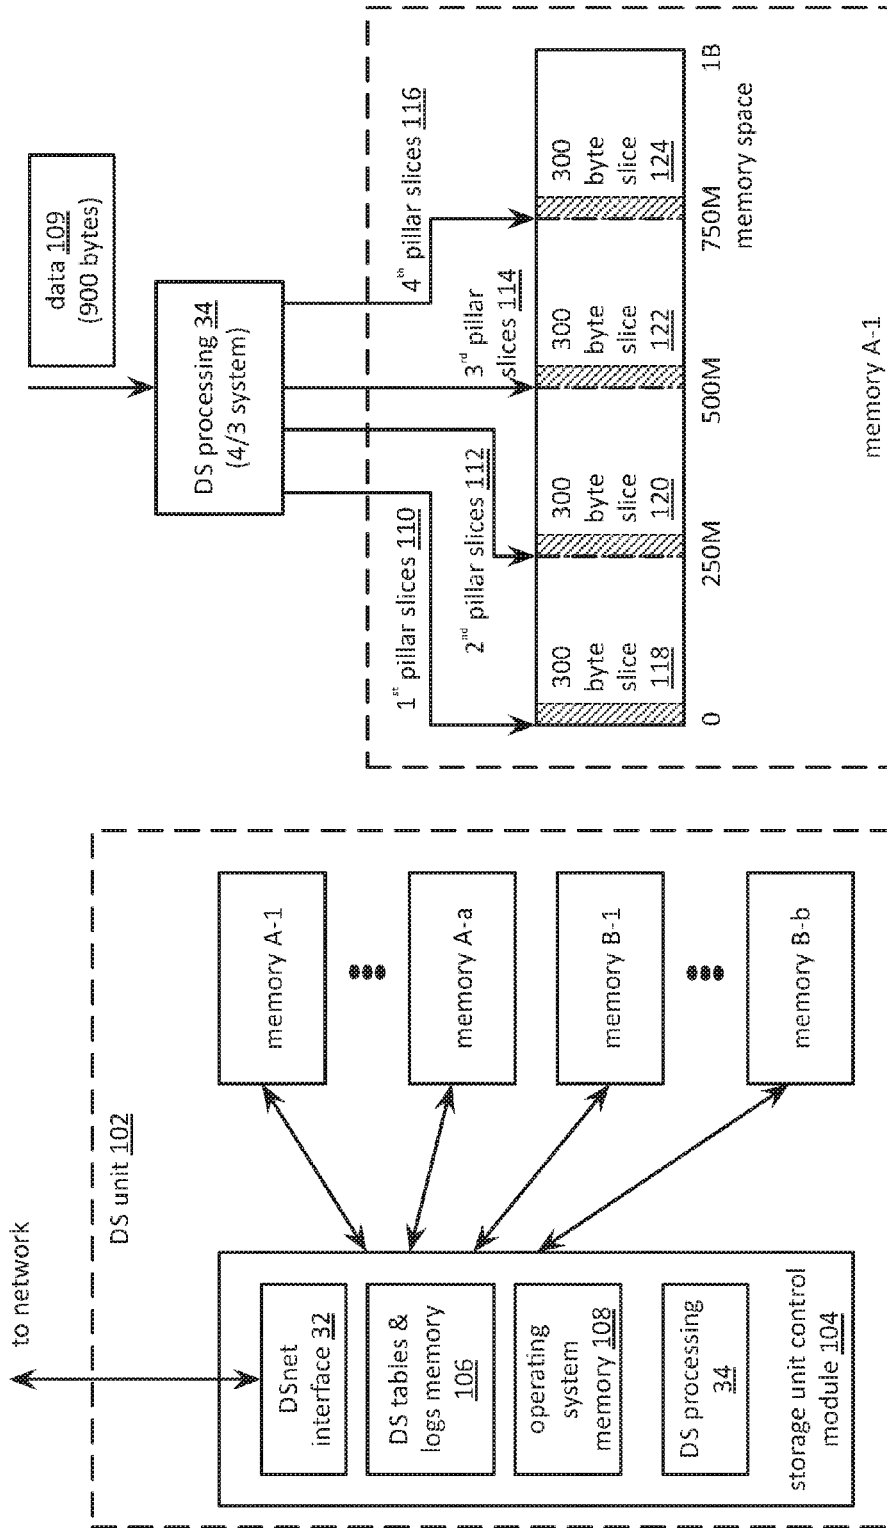 to network
DS unit 102
DSnet
interface 32
DS tables &
logs memory
106
operating
system
memory 108
DS processing
34
storage unit control
module 104
memory A-1
memory A-a
memory B-1
memory B-b
data 109
(900 bytes)
DS processing 34
(4/3 system)
1st pillar slices 110
2nd pillar slices 112
3rd pillar
slices 114
4th pillar slices 116
300
byte
slice
118
300
byte
slice
120
300
byte
slice
122
300
byte
slice
124
0
250M
500M
750M
1B
memory space
memory A-1